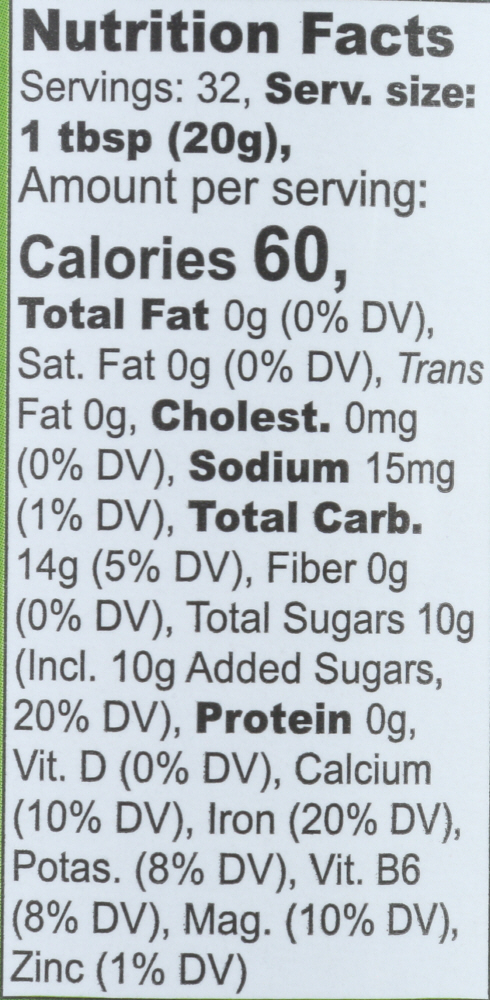 Nutrition Facts
Servings: 32, Serv. size:
1 tbsp (20g),
Amount per serving:
Calories 60,
Total Fat 0g (0% DV),
Sat. Fat 0g (0% DV), Trans
Fat 0g, Cholest. 0mg
(0% DV), Sodium 15mg
(1% DV), Total Carb.
14g (5% DV), Fiber 0g
(0% DV), Total Sugars 10g
(Incl. 10g Added Sugars,
20% DV), Protein 0g,
Vit. D (0% DV), Calcium
(10% DV), Iron (20% DV),
Potas. (8% DV), Vit. B6
(8% DV), Mag. (10% DV),
Zinc (1% DV)